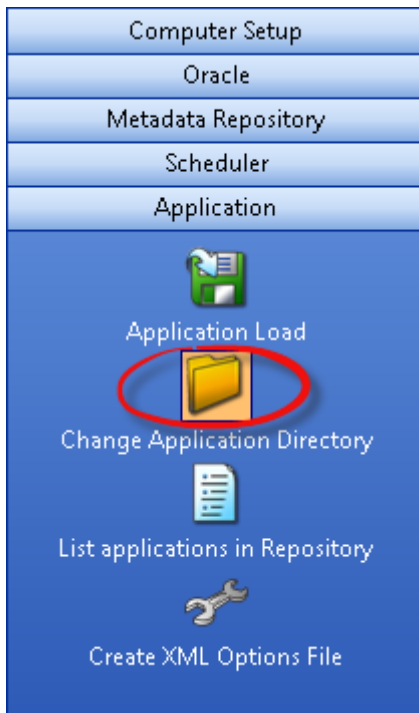 Computer Setup
Oracle
Metadata Repository
Scheduler
Application
Application Load
Change Application Directory
List applications in Repository
Create XML Options File